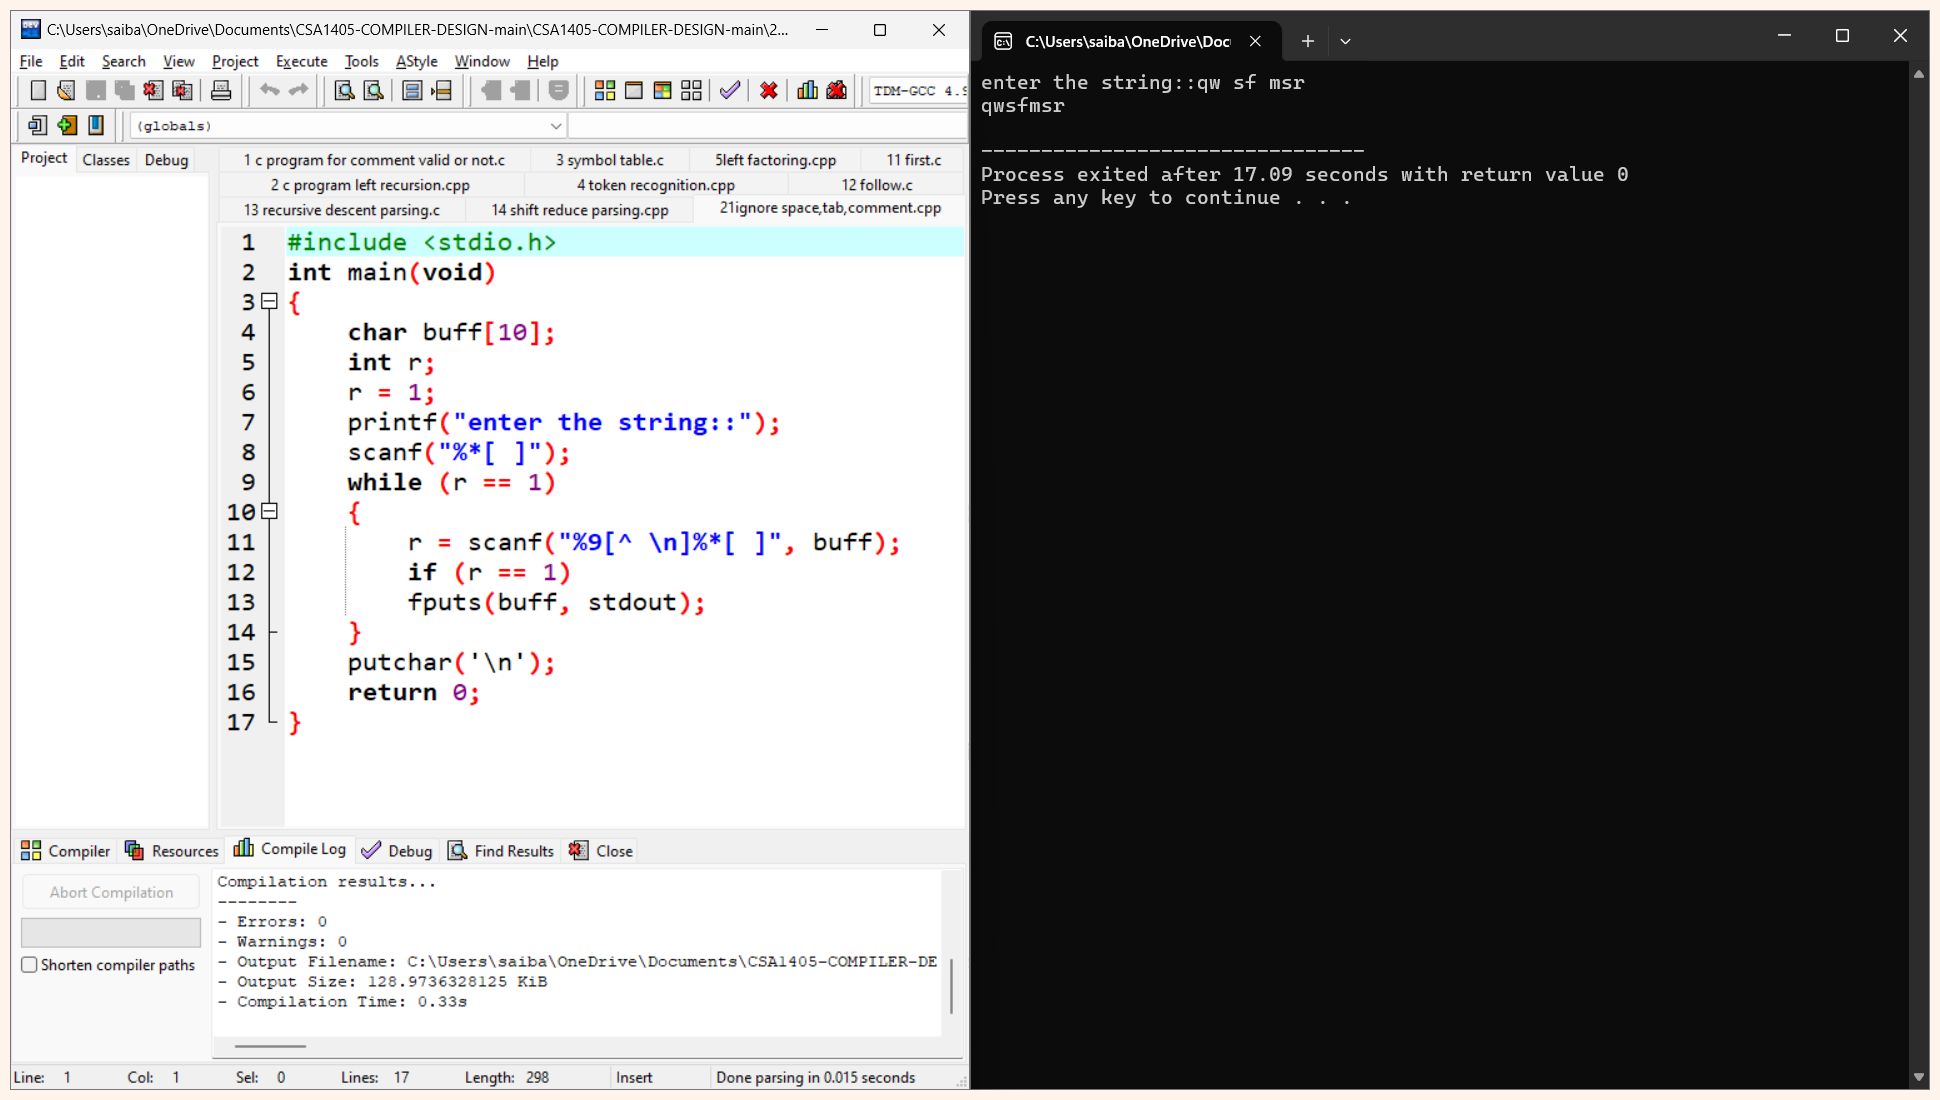 C:\Users\saiba\OneDrive\Documents\CSA1405-COMPILER-DESIGN-main\CSA1405-COMPILER-DESIGN-main\2...
File Edit Search View Project Execute Tools AStyle Window Help
TDM-GCC 4.9
(globals)
Project Classes Debug
1 c program for comment valid or not.c 3 symbol table.c 5left factoring.cpp 11 first.c
2 c program left recursion.cpp 4 token recognition.cpp 12 follow.c
13 recursive descent parsing.c 14 shift reduce parsing.cpp 21ignore space,tab,comment.cpp
1 #include <stdio.h>
2 int main(void)
3 {
4 char buff[10];
5 int r;
6 r = 1;
7 printf("enter the string::");
8 scanf("%*[ ]");
9 while (r == 1)
10 {
11 r = scanf("%9[^ \n]%*[ ]", buff);
12 if (r == 1)
13 fputs(buff, stdout);
14 }
15 putchar('\n');
16 return 0;
17 }
Compiler Resources Compile Log Debug Find Results Close
Abort Compilation
Shorten compiler paths
Compilation results...
--------
- Errors: 0
- Warnings: 0
- Output Filename: C:\Users\saiba\OneDrive\Documents\CSA1405-COMPILER-DE
- Output Size: 128.9736328125 KiB
- Compilation Time: 0.33s
Line: 1 Col: 1 Sel: 0 Lines: 17 Length: 298 Insert Done parsing in 0.015 seconds
C:\Users\saiba\OneDrive\Doc
enter the string::qw sf msr
qwsfmsr
--------------------------------
Process exited after 17.09 seconds with return value 0
Press any key to continue . . .